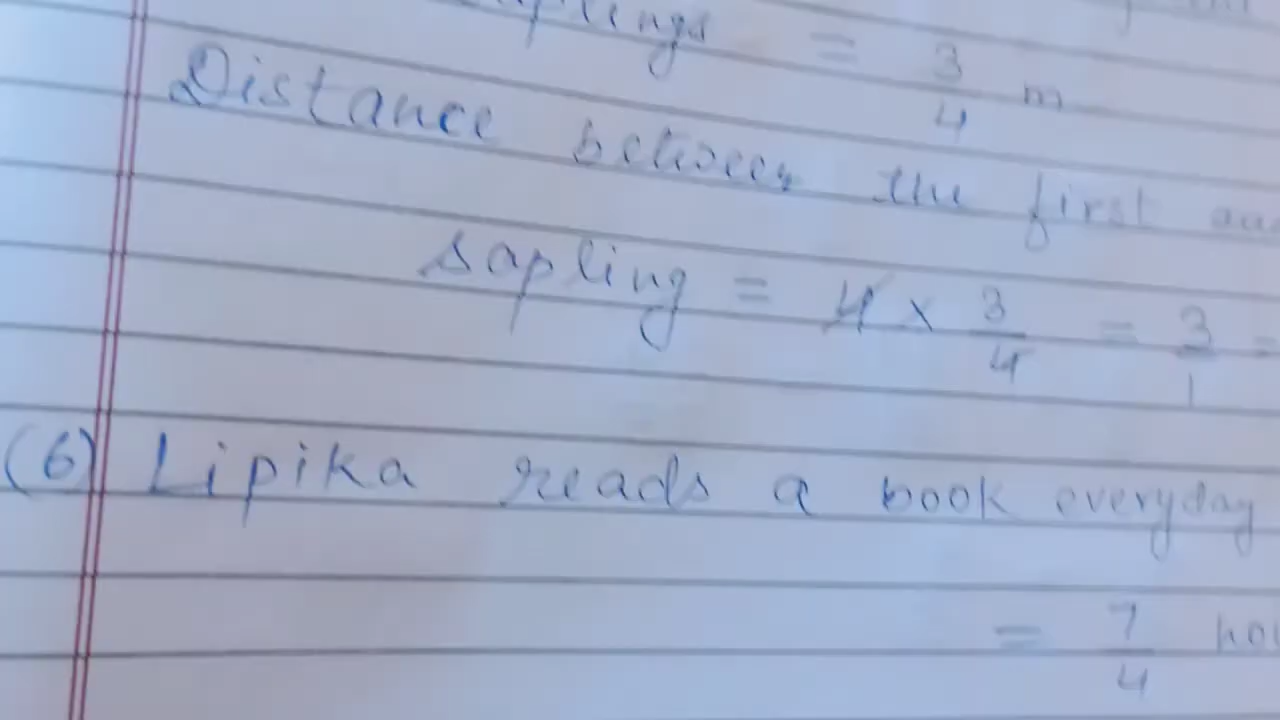 = 3/4 m
Distance between the first
sapling = 4 × 3/4 = 3/1 =
(6) Lipika reads a book everyday
= 7/4